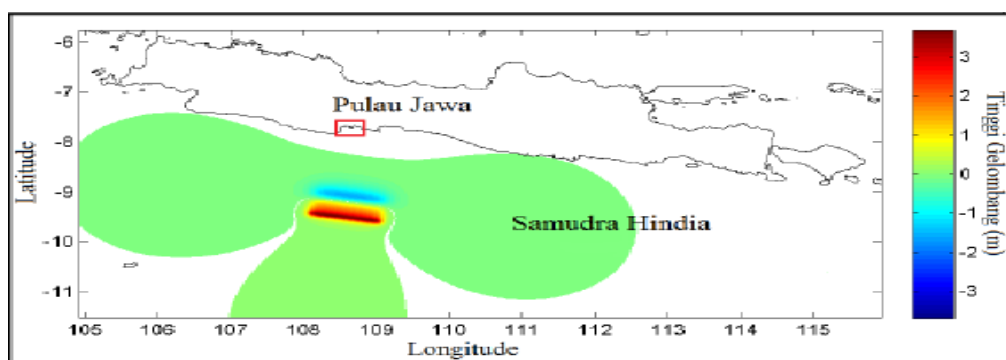 -6
-7
-8
-9
-10
-11
Latitude
Pulau Jawa
Samudra Hindia
105 106 107 108 109 110 111 112 113 114 115
Longitude
3
2
1
0
-1
-2
-3
Tinggi Gelombang (m)